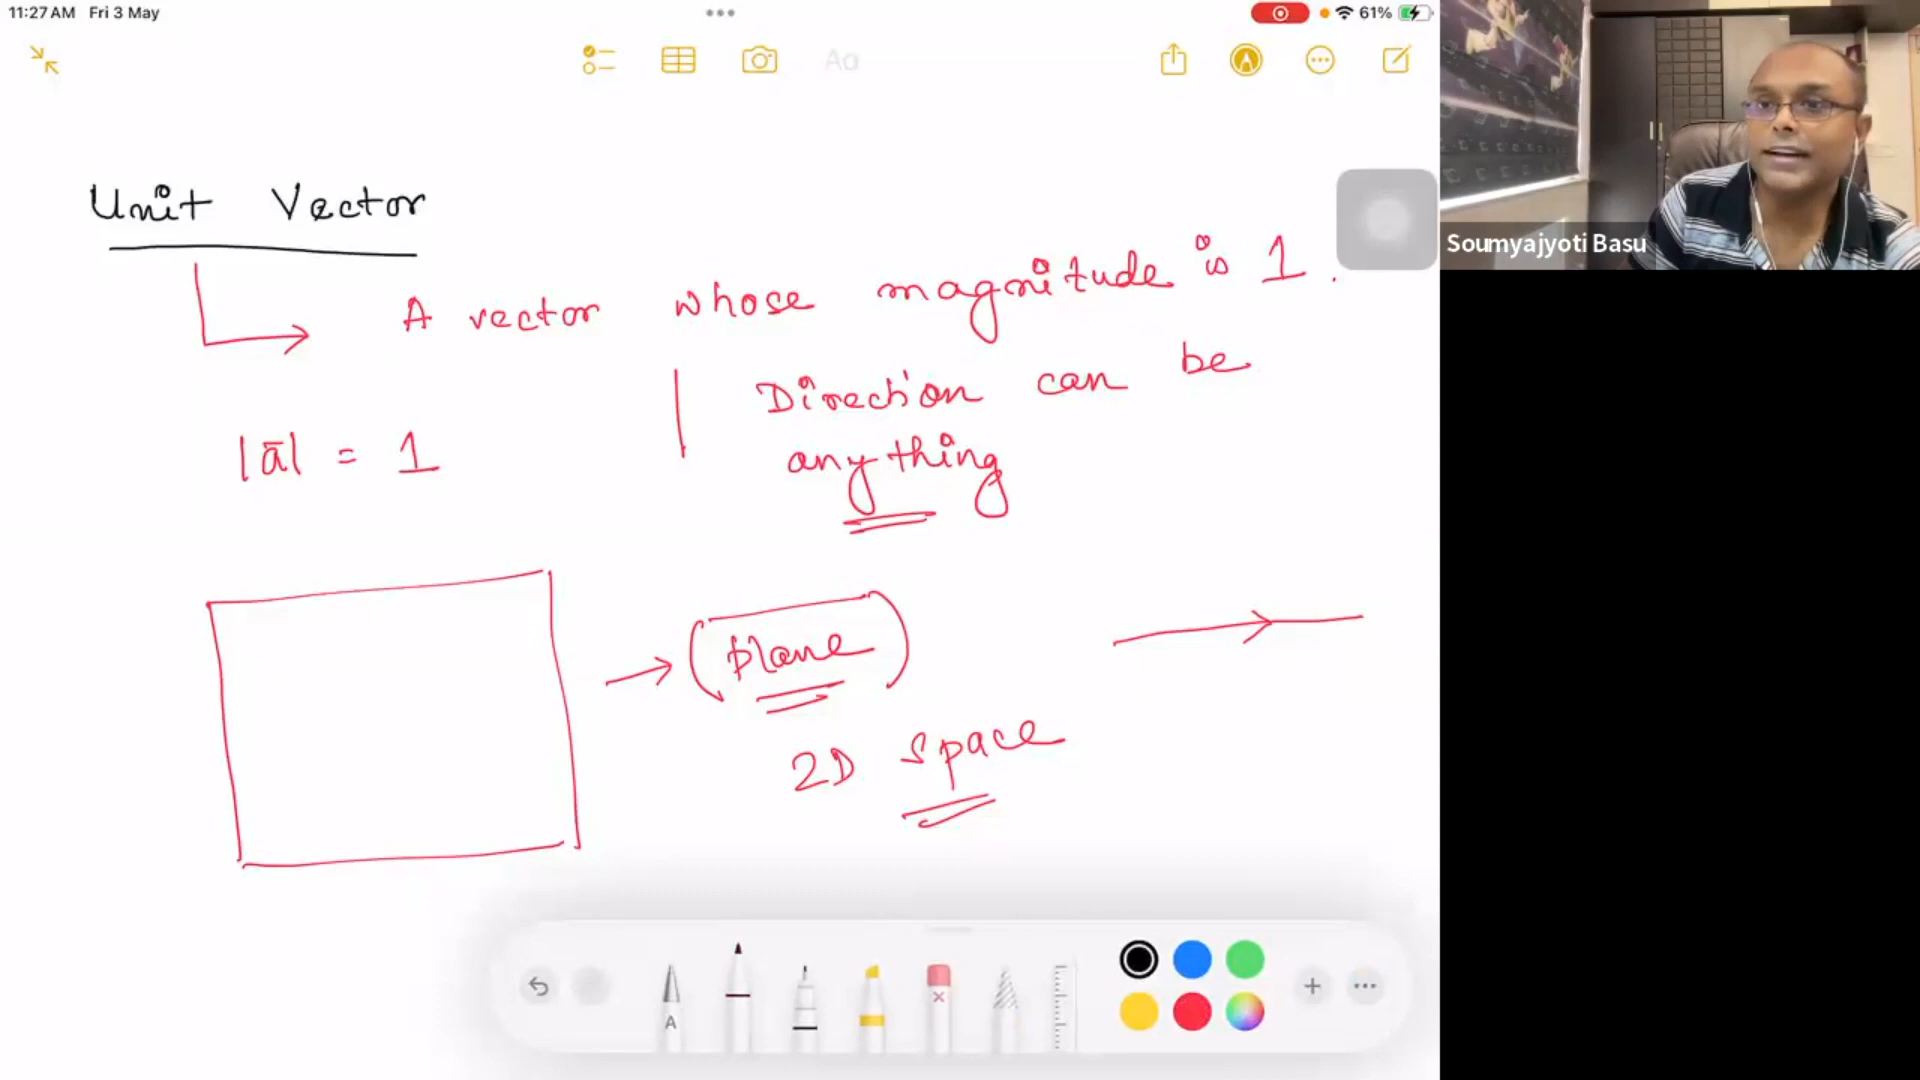 11:27 AM Fri 3 May
61%
Aa
Unit Vector
A vector whose magnitude is 1.
|ā| = 1
Direction can be
anything
(plane)
2D space
A
Soumyajyoti Basu